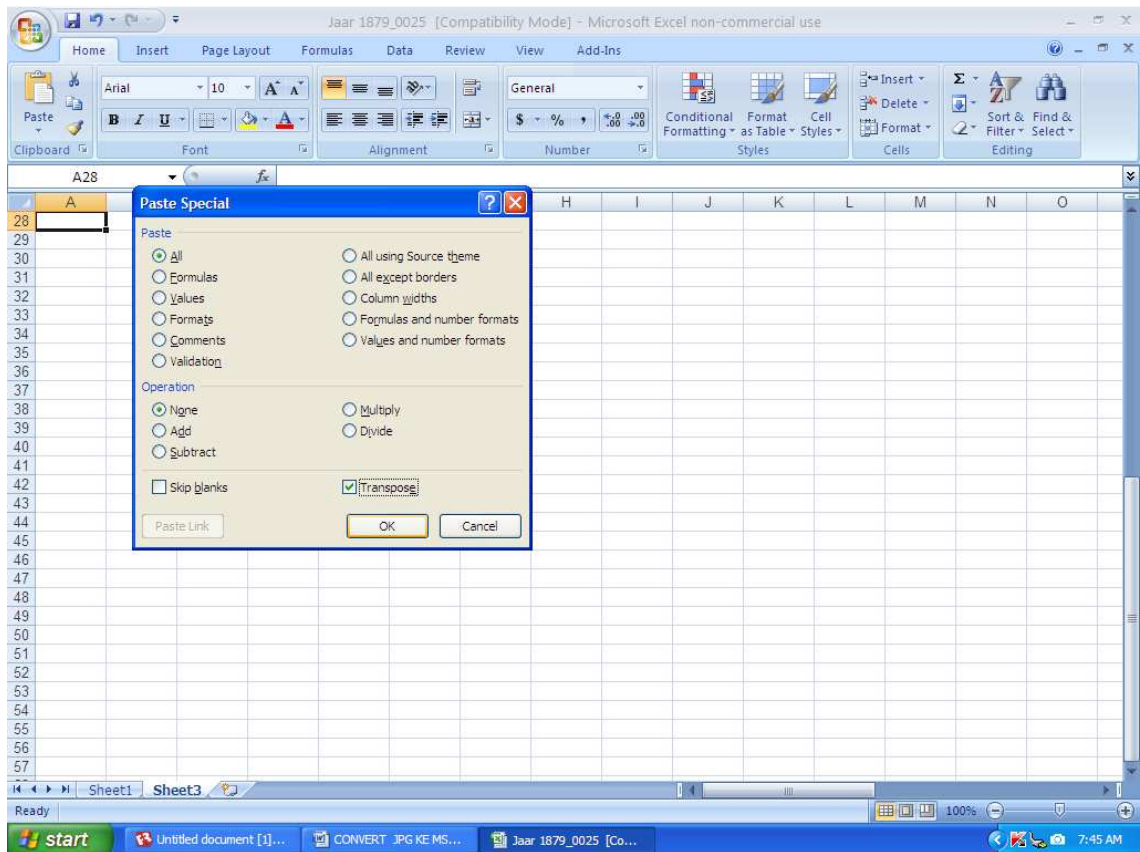 Jaar 1879_0025 [Compatibility Mode] - Microsoft Excel non-commercial use
Home Insert Page Layout Formulas Data Review View Add-Ins
Paste
Clipboard
Arial 10 A A
B I U A
Font
Alignment
General
$ % , .0 .00 .00 .0
Number
Conditional Formatting
Format as Table
Cell Styles
Styles
Insert
Delete
Format
Cells
Σ
Sort & Filter
Find & Select
Editing
A28 fx
A H I J K L M N O
28
29
30
31
32
33
34
35
36
37
38
39
40
41
42
43
44
45
46
47
48
49
50
51
52
53
54
55
56
57
Paste Special
Paste
All
Formulas
Values
Formats
Comments
Validation
All using Source theme
All except borders
Column widths
Formulas and number formats
Values and number formats
Operation
None
Add
Subtract
Multiply
Divide
Skip blanks Transpose
Paste Link OK Cancel
Sheet1 Sheet3
Ready 100%
start Untitled document [1]... CONVERT JPG KE MS... Jaar 1879_0025 [Co... 7:45 AM